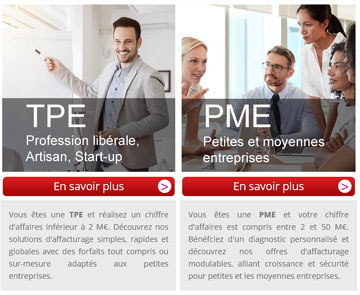 TPE
Profession libérale,
Artisan, Start-up
En savoir plus
Vous êtes une TPE et réalisez un chiffre
d'affaires inférieur à 2 M€. Découvrez nos
solutions d'affacturage simples, rapides et
globales avec des forfaits tout compris ou
sur-mesure adaptés aux petites
entreprises.
PME
Petites et moyennes
entreprises
En savoir plus
Vous êtes une PME et votre chiffre
d'affaires est compris entre 2 et 50 M€.
Bénéficiez d'un diagnostic personnalisé et
découvrez nos offres d'affacturage
modulables, alliant croissance et sécurité
pour petites et les moyennes entreprises.